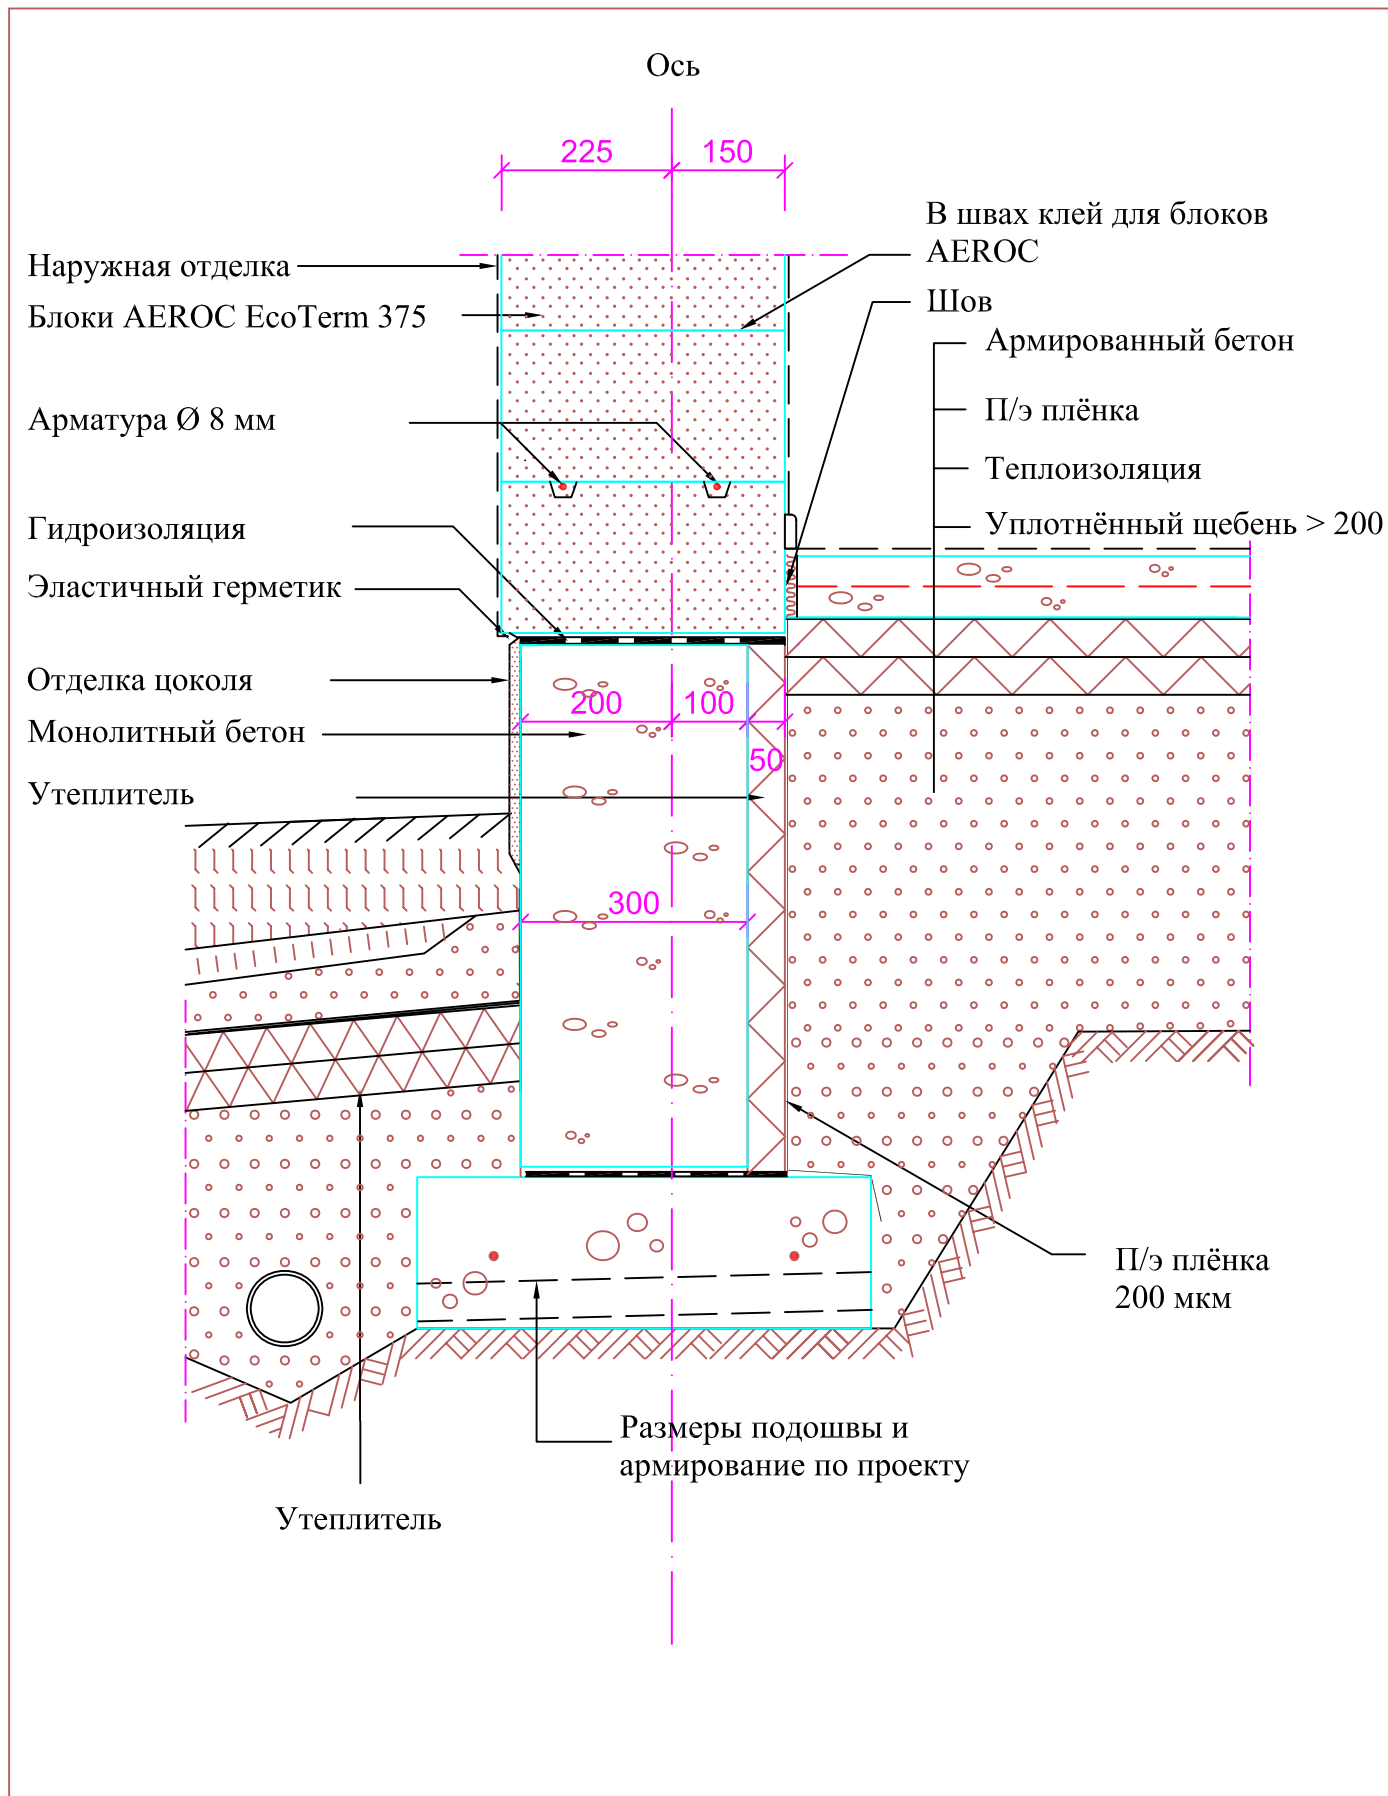 Ось
225
150
В швах клей для блоков
AEROC
Наружная отделка
Шов
Блоки AEROC EcoTerm 375
Армированный бетон
Арматура Ø 8 мм
П/э плёнка
Теплоизоляция
Гидроизоляция
Уплотнённый щебень > 200
Эластичный герметик
Отделка цоколя
200
100
Монолитный бетон
50
Утеплитель
300
П/э плёнка
200 мкм
Размеры подошвы и
армирование по проекту
Утеплитель